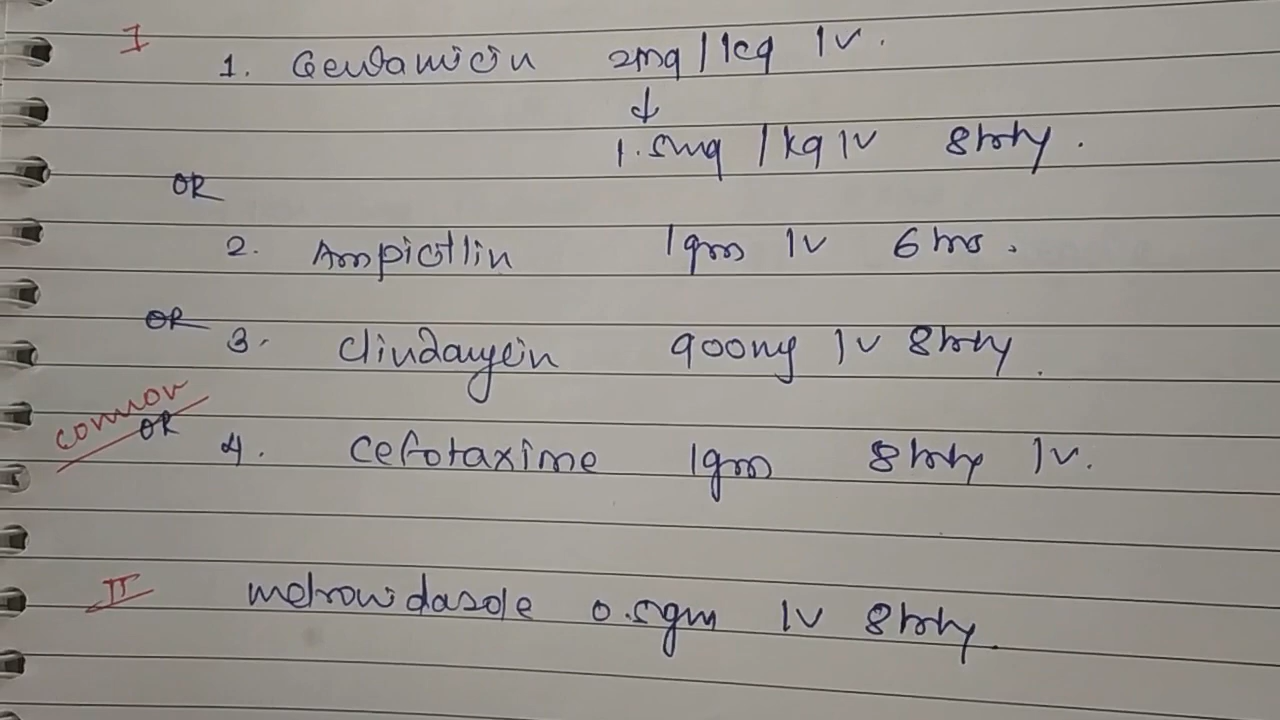 I
1. Gentamicin 2mg/kg IV.
↓
1.5mg/kg IV 8hrly.
OR
2. Ampicillin 1gm IV 6hrs.
OR
3. Clindamycin 900mg IV 8hrly.
common
OR
4. Cefotaxime 1gm 8hrly IV.
II Metronidazole 0.5gm IV 8hrly.